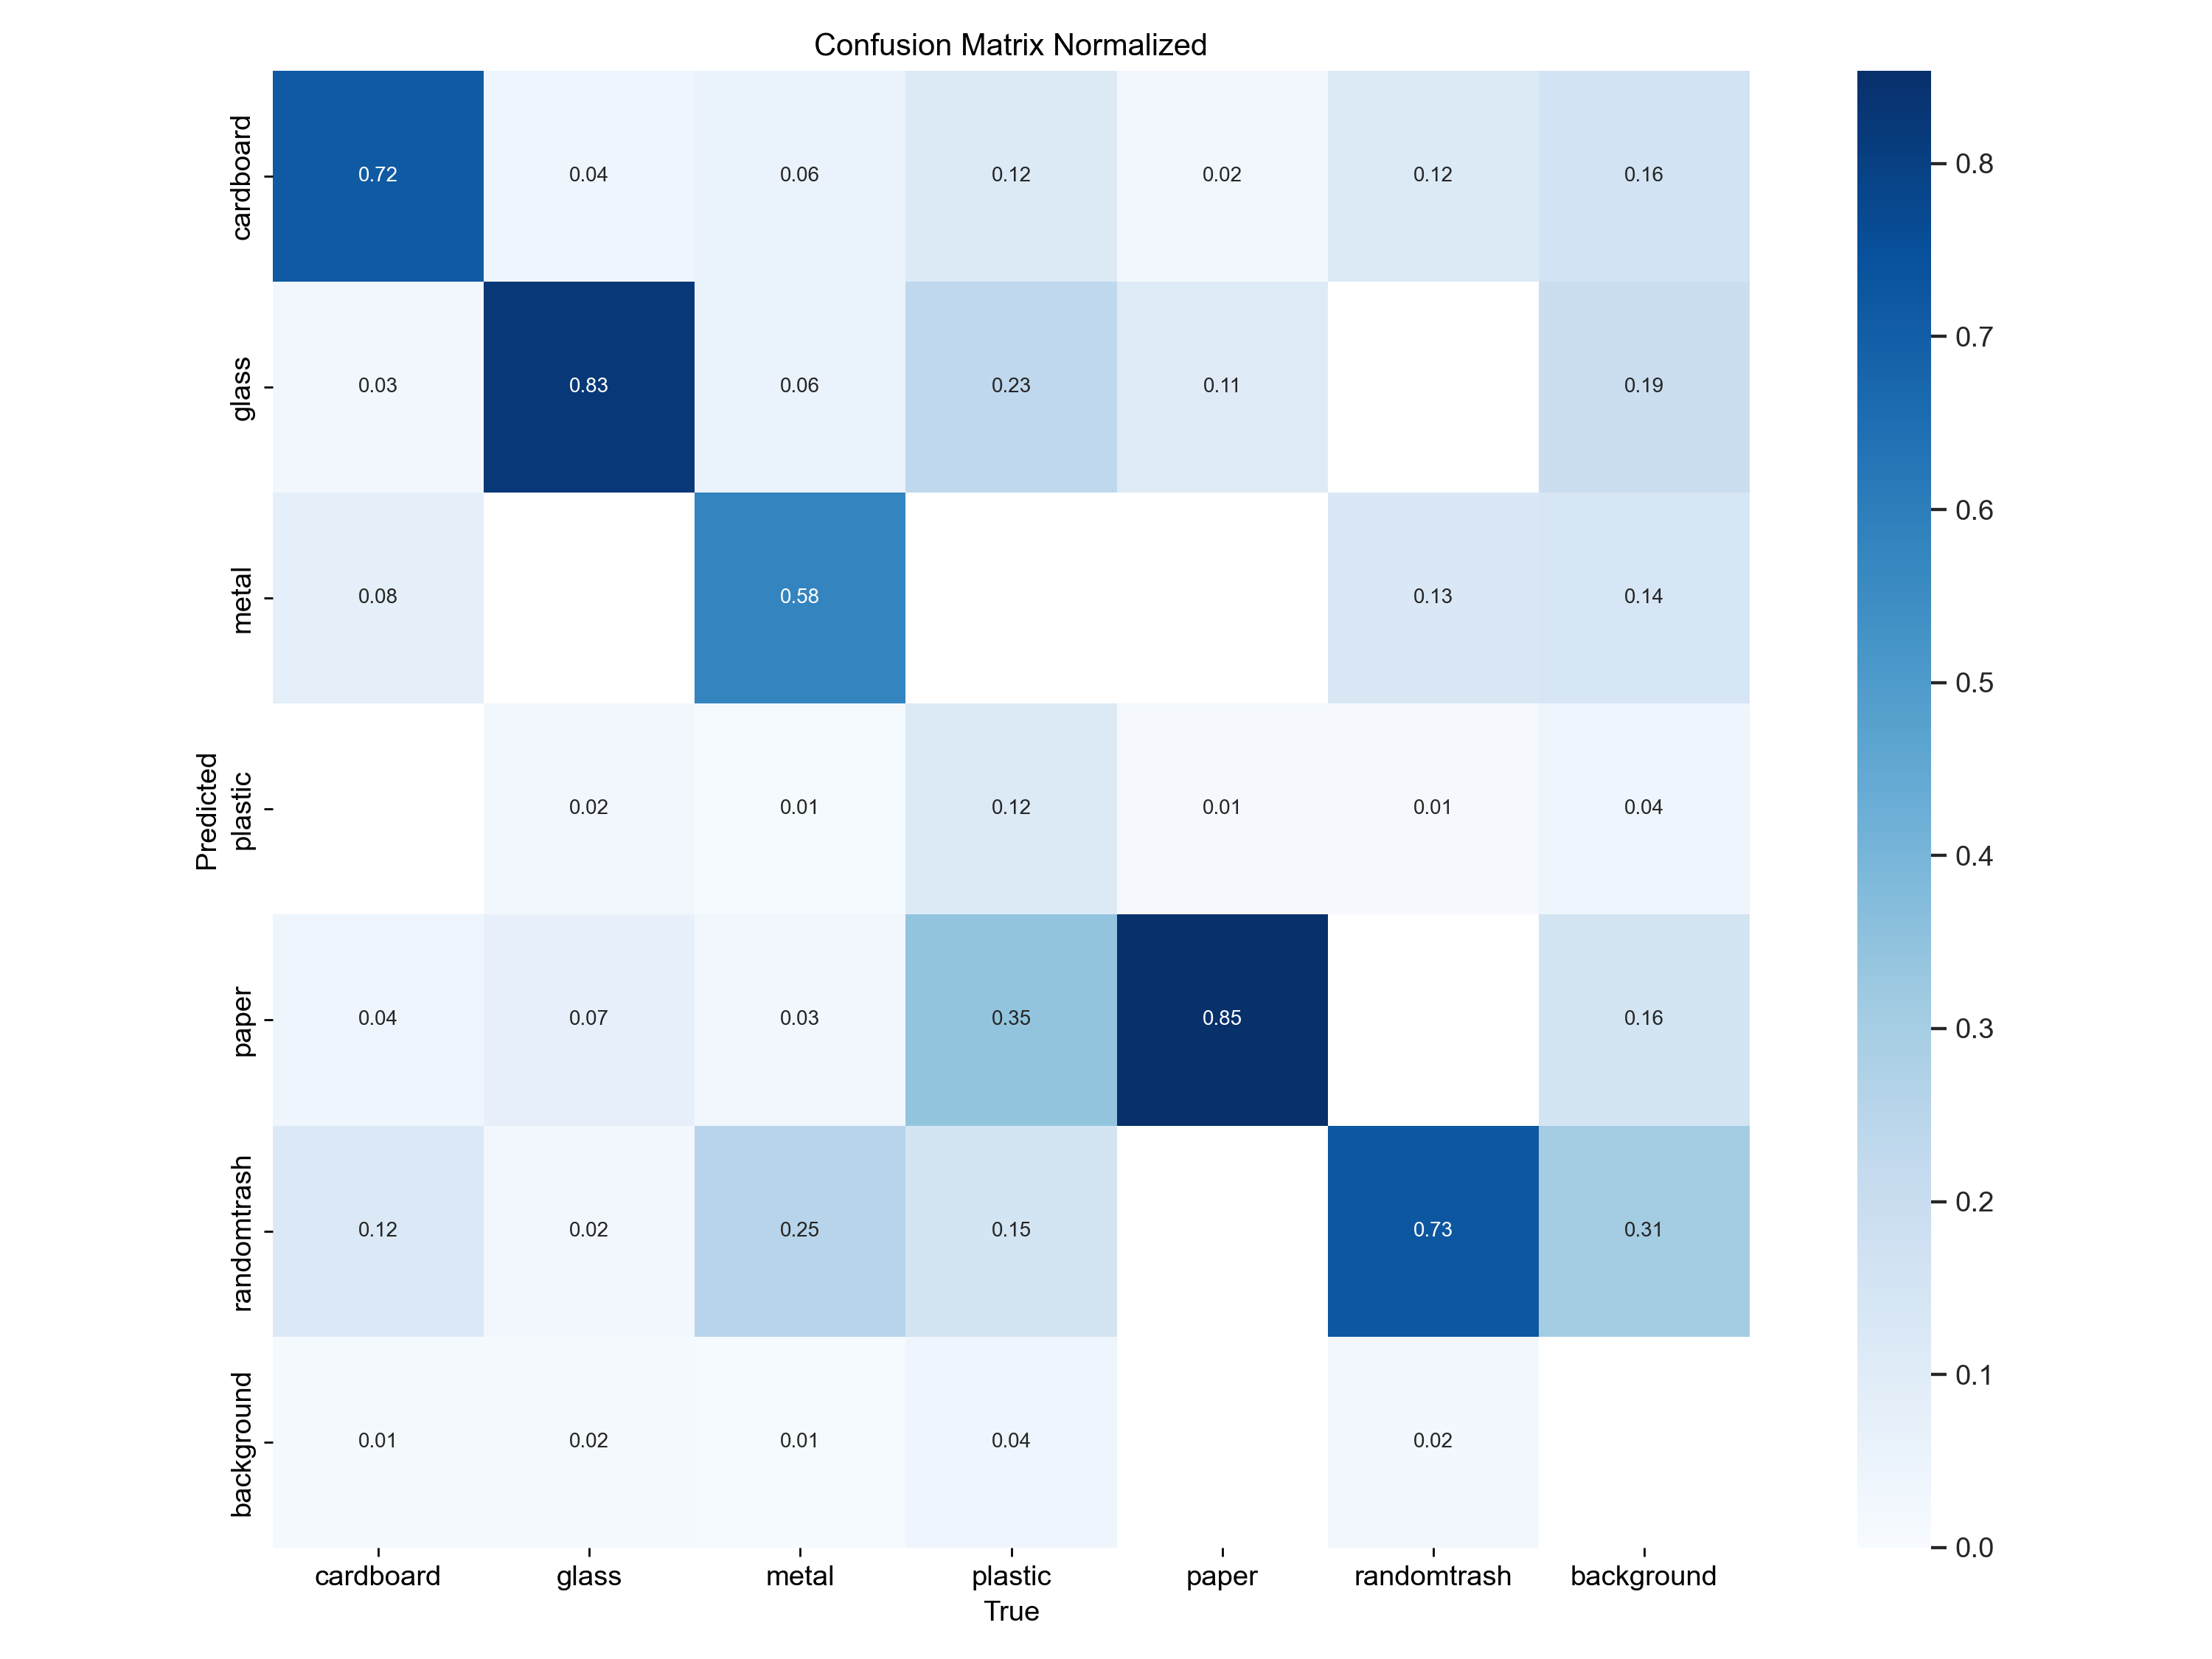 Confusion Matrix Normalized
cardboard
0.72
0.04
0.06
0.12
0.02
0.12
0.16
glass
0.03
0.83
0.06
0.23
0.11
0.19
metal
0.08
0.58
0.13
0.14
Predicted
plastic
0.02
0.01
0.12
0.01
0.01
0.04
paper
0.04
0.07
0.03
0.35
0.85
0.16
randomtrash
0.12
0.02
0.25
0.15
0.73
0.31
background
0.01
0.02
0.01
0.04
0.02
cardboard
glass
metal
plastic
paper
randomtrash
background
True
0.8
0.7
0.6
0.5
0.4
0.3
0.2
0.1
0.0